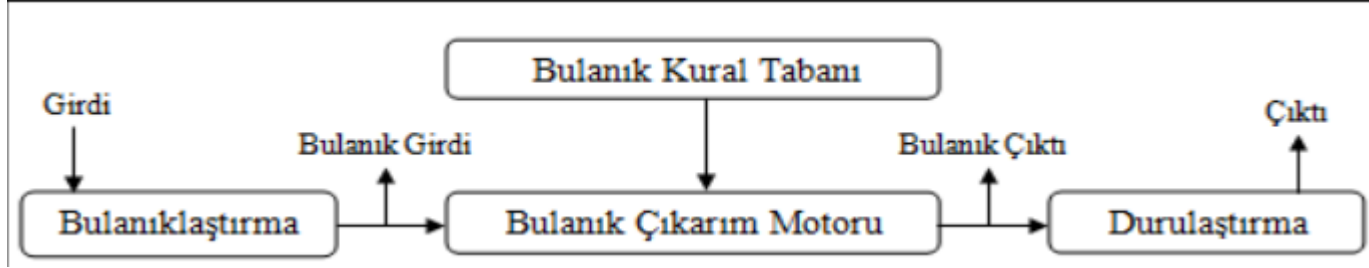 Bulanık Kural Tabanı
Girdi
Çıktı
Bulanık Girdi
Bulanık Çıktı
Bulanıklaştırma
Bulanık Çıkarım Motoru
Durulaştırma